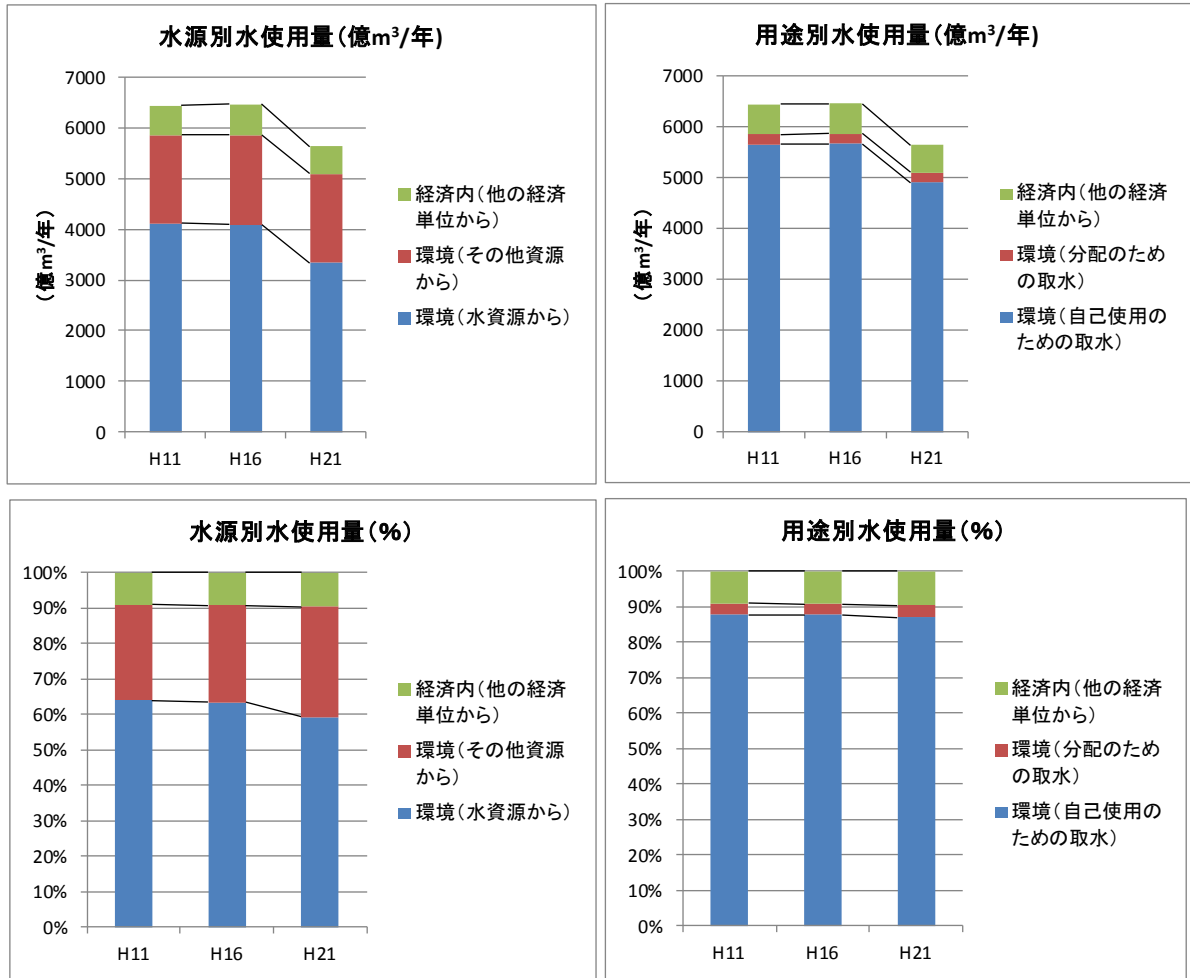 水源別水使用量(億m³/年)
7000
6000
5000
4000
3000
2000
1000
0
(億m³/年)
H11
H16
H21
経済内(他の経済
単位から)
環境(その他資源
から)
環境(水資源から)
用途別水使用量(億m³/年)
7000
6000
5000
4000
3000
2000
1000
0
(億m³/年)
H11
H16
H21
経済内(他の経済
単位から)
環境(分配のため
の取水)
環境(自己使用の
ための取水)
水源別水使用量(%)
100%
90%
80%
70%
60%
50%
40%
30%
20%
10%
0%
H11
H16
H21
経済内(他の経済
単位から)
環境(その他資源
から)
環境(水資源から)
用途別水使用量(%)
100%
90%
80%
70%
60%
50%
40%
30%
20%
10%
0%
H11
H16
H21
経済内(他の経済
単位から)
環境(分配のため
の取水)
環境(自己使用の
ための取水)